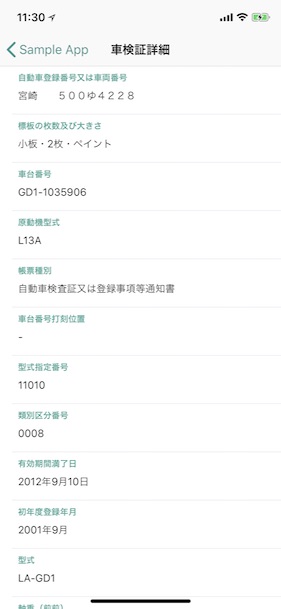 11:30
Sample App
車検証詳細
自動車登録番号又は車両番号
宮崎　５００ゆ４２２８
標板の枚数及び大きさ
小板・2枚・ペイント
車台番号
GD1-1035906
原動機型式
L13A
帳票種別
自動車検査証又は登録事項等通知書
車台番号打刻位置
-
型式指定番号
11010
類別区分番号
0008
有効期間満了日
2012年9月10日
初年度登録年月
2001年9月
型式
LA-GD1
軸重（前前）